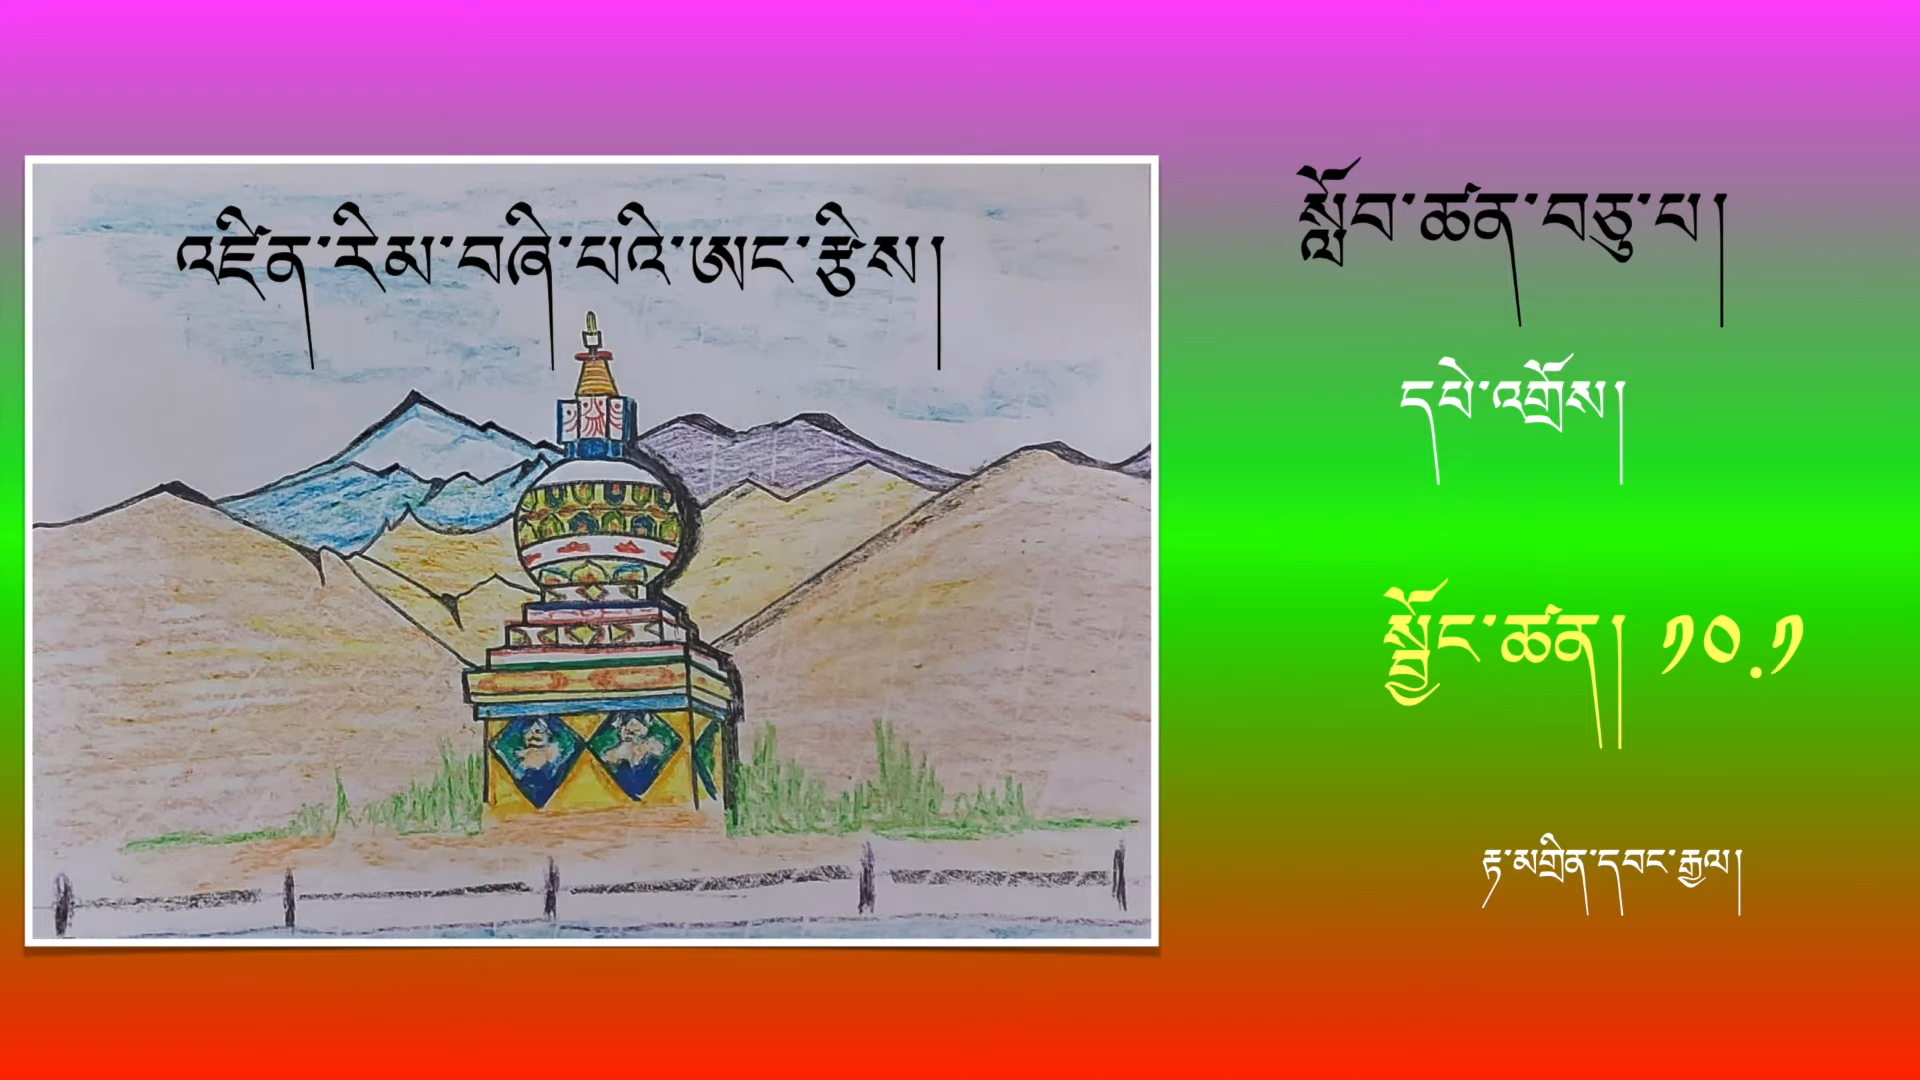 འཛིན་རིམ་བཞི་པའི་ཨང་རྩིས།
སློབ་ཚན་བཅུ་པ།
དཔེ་འགྲོས།
སྦྱོང་ཚན། ༡༠.༡
རྟ་མགྲིན་དབང་རྒྱལ།